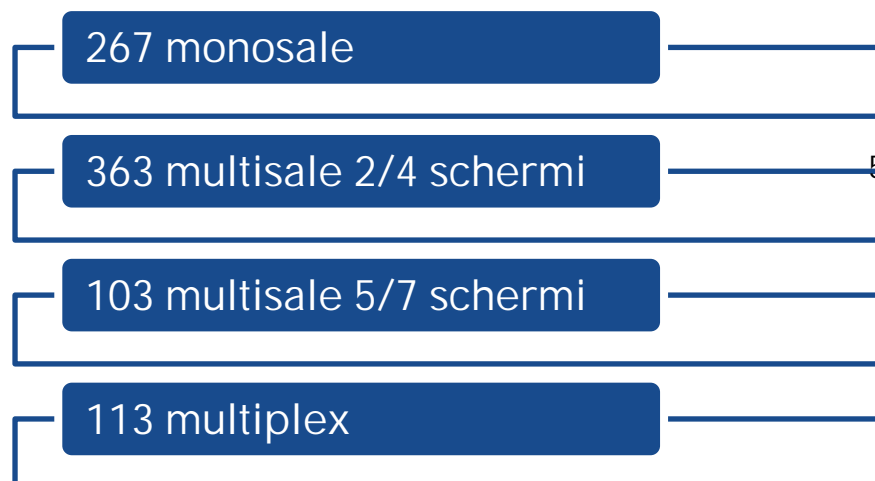 267 monosale
363 multisale 2/4 schermi
103 multisale 5/7 schermi
113 multiplex